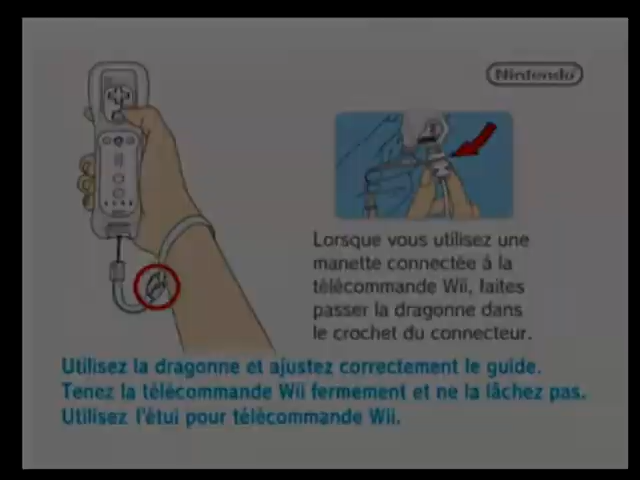 Nintendo
Lorsque vous utilisez une
manette connectée à la
télécommande Wii, faites
passer la dragonne dans
le crochet du connecteur.
Utilisez la dragonne et ajustez correctement le guide.
Tenez la télécommande Wii fermement et ne la lâchez pas.
Utilisez l'étui pour télécommande Wii.